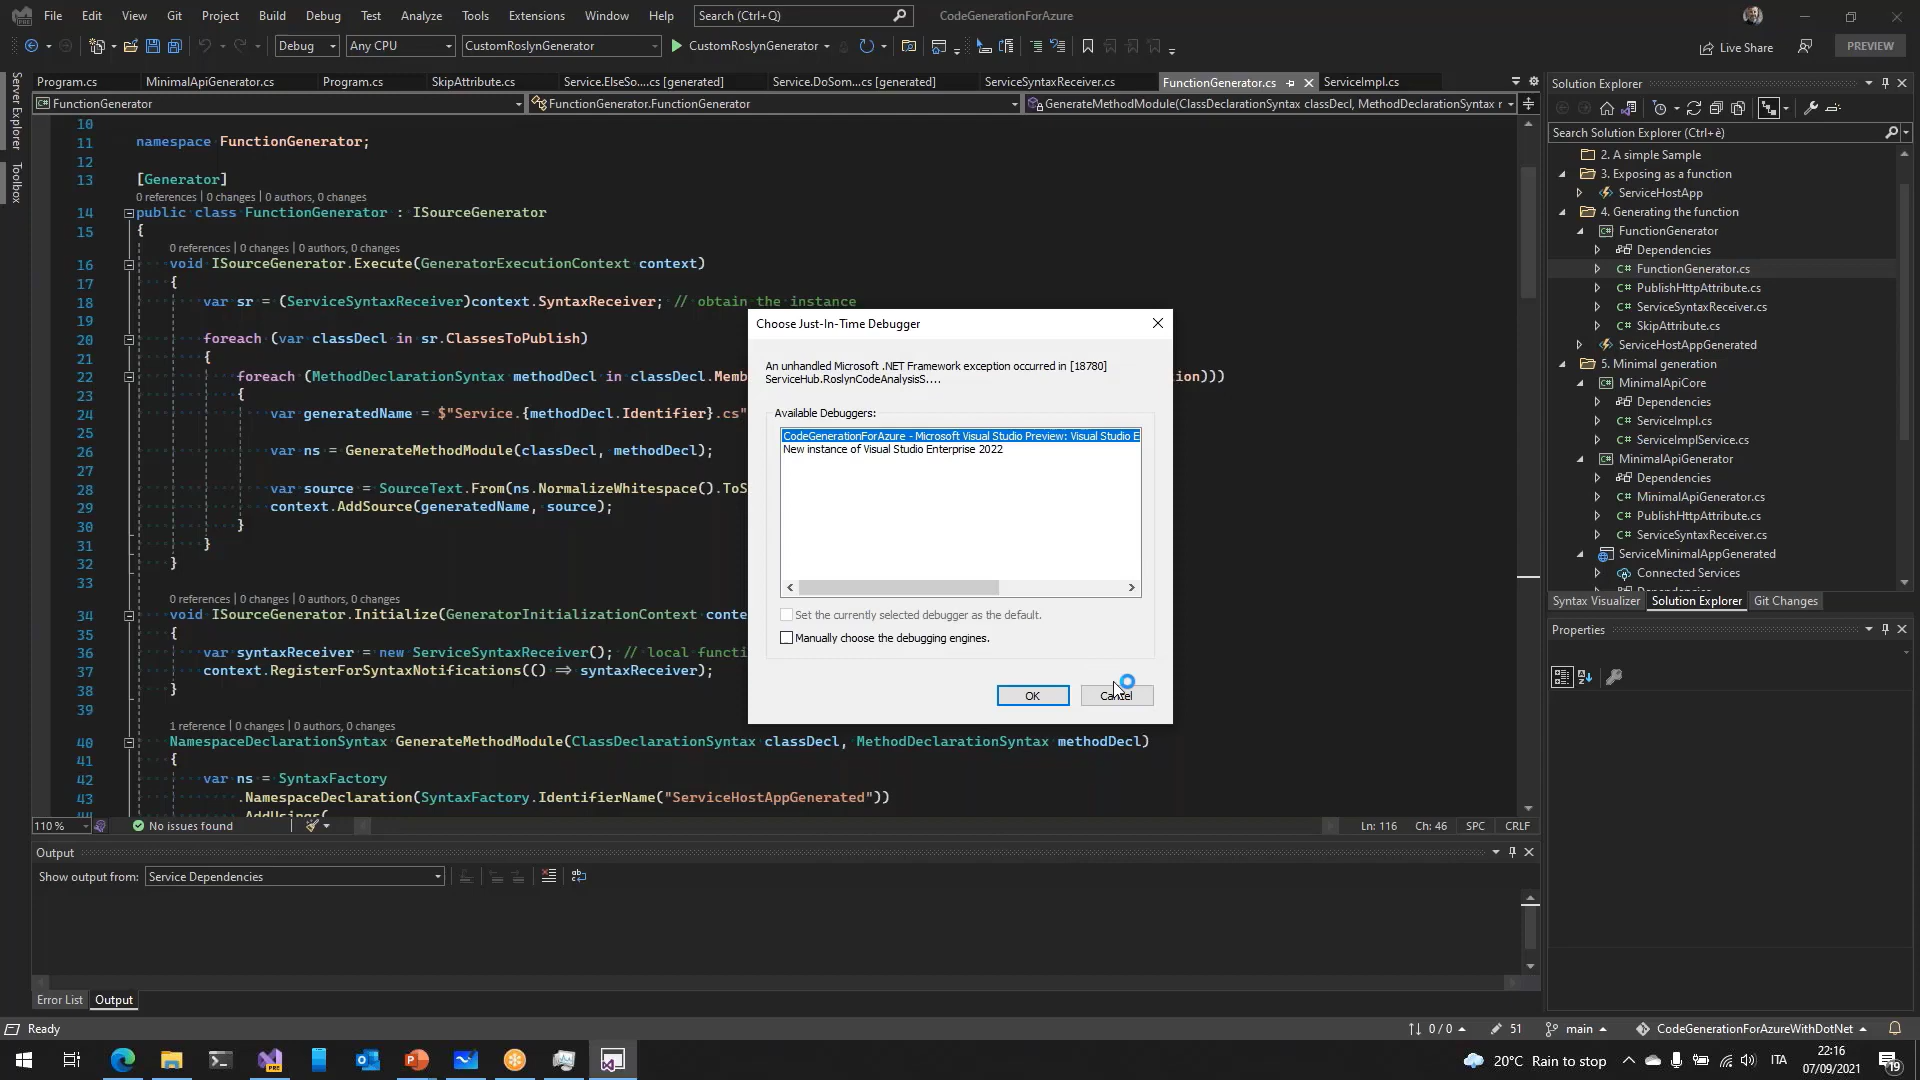 File Edit View Git Project Build Debug Test Analyze Tools Extensions Window Help Search (Ctrl+Q) CodeGenerationForAzure
Debug Any CPU CustomRoslynGenerator CustomRoslynGenerator Live Share PREVIEW
Program.cs MinimalApiGenerator.cs Program.cs SkipAttribute.cs Service.ElseSo....cs [generated] Service.DoSom...cs [generated] ServiceSyntaxReceiver.cs FunctionGenerator.cs ServiceImpl.cs
FunctionGenerator FunctionGenerator.FunctionGenerator GenerateMethodModule(ClassDeclarationSyntax classDecl, MethodDeclarationSyntax r
Server Explorer
Toolbox
10
11 namespace FunctionGenerator;
12
13 [Generator]
0 references | 0 changes | 0 authors, 0 changes
14 public class FunctionGenerator : ISourceGenerator
15 {
0 references | 0 changes | 0 authors, 0 changes
16 void ISourceGenerator.Execute(GeneratorExecutionContext context)
17 {
18 var sr = (ServiceSyntaxReceiver)context.SyntaxReceiver; // obtain the instance
19
20 foreach (var classDecl in sr.ClassesToPublish)
21 {
22 foreach (MethodDeclarationSyntax methodDecl in classDecl.Memb ion)))
23 {
24 var generatedName = $"Service.{methodDecl.Identifier}.cs"
25
26 var ns = GenerateMethodModule(classDecl, methodDecl);
27
28 var source = SourceText.From(ns.NormalizeWhitespace().ToS
29 context.AddSource(generatedName, source);
30 }
31 }
32 }
33
0 references | 0 changes | 0 authors, 0 changes
34 void ISourceGenerator.Initialize(GeneratorInitializationContext conte
35 {
36 var syntaxReceiver = new ServiceSyntaxReceiver(); // local functi
37 context.RegisterForSyntaxNotifications(() => syntaxReceiver);
38 }
39
1 reference | 0 changes | 0 authors, 0 changes
40 NamespaceDeclarationSyntax GenerateMethodModule(ClassDeclarationSyntax classDecl, MethodDeclarationSyntax methodDecl)
41 {
42 var ns = SyntaxFactory
43 .NamespaceDeclaration(SyntaxFactory.IdentifierName("ServiceHostAppGenerated"))
44 .AddUsings(
110 % No issues found Ln: 116 Ch: 46 SPC CRLF
Choose Just-In-Time Debugger
An unhandled Microsoft .NET Framework exception occurred in [18780]
ServiceHub.RoslynCodeAnalysisS....
Available Debuggers:
CodeGenerationForAzure - Microsoft Visual Studio Preview: Visual Studio E
New instance of Visual Studio Enterprise 2022
Set the currently selected debugger as the default.
Manually choose the debugging engines.
OK Cancel
Output
Show output from: Service Dependencies
Error List Output
Solution Explorer
Search Solution Explorer (Ctrl+è)
2. A simple Sample
3. Exposing as a function
ServiceHostApp
4. Generating the function
FunctionGenerator
Dependencies
C# FunctionGenerator.cs
C# PublishHttpAttribute.cs
C# ServiceSyntaxReceiver.cs
C# SkipAttribute.cs
ServiceHostAppGenerated
5. Minimal generation
MinimalApiCore
Dependencies
C# ServiceImpl.cs
C# ServiceImplService.cs
MinimalApiGenerator
Dependencies
C# MinimalApiGenerator.cs
C# PublishHttpAttribute.cs
C# ServiceSyntaxReceiver.cs
ServiceMinimalAppGenerated
Connected Services
Syntax Visualizer Solution Explorer Git Changes
Properties
Ready 0 / 0 51 main CodeGenerationForAzureWithDotNet
20°C Rain to stop ITA 22:16
07/09/2021 19